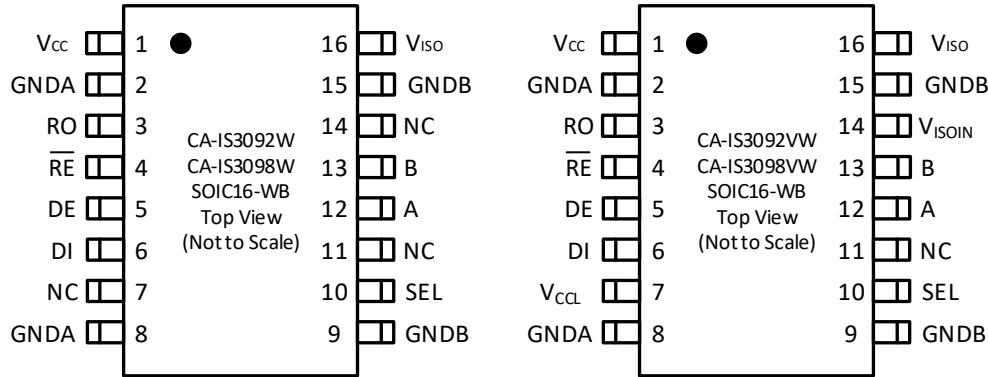 VCC 1 16 VISO
GNDA 2 15 GNDB
RO 3 14 NC
RE 4 13 B
DE 5 12 A
DI 6 11 NC
NC 7 10 SEL
GNDA 8 9 GNDB
CA-IS3092W
CA-IS3098W
SOIC16-WB
Top View
(Not to Scale)
VCC 1 16 VISO
GNDA 2 15 GNDB
RO 3 14 VISOIN
RE 4 13 B
DE 5 12 A
DI 6 11 NC
VCCL 7 10 SEL
GNDA 8 9 GNDB
CA-IS3092VW
CA-IS3098VW
SOIC16-WB
Top View
(Not to Scale)